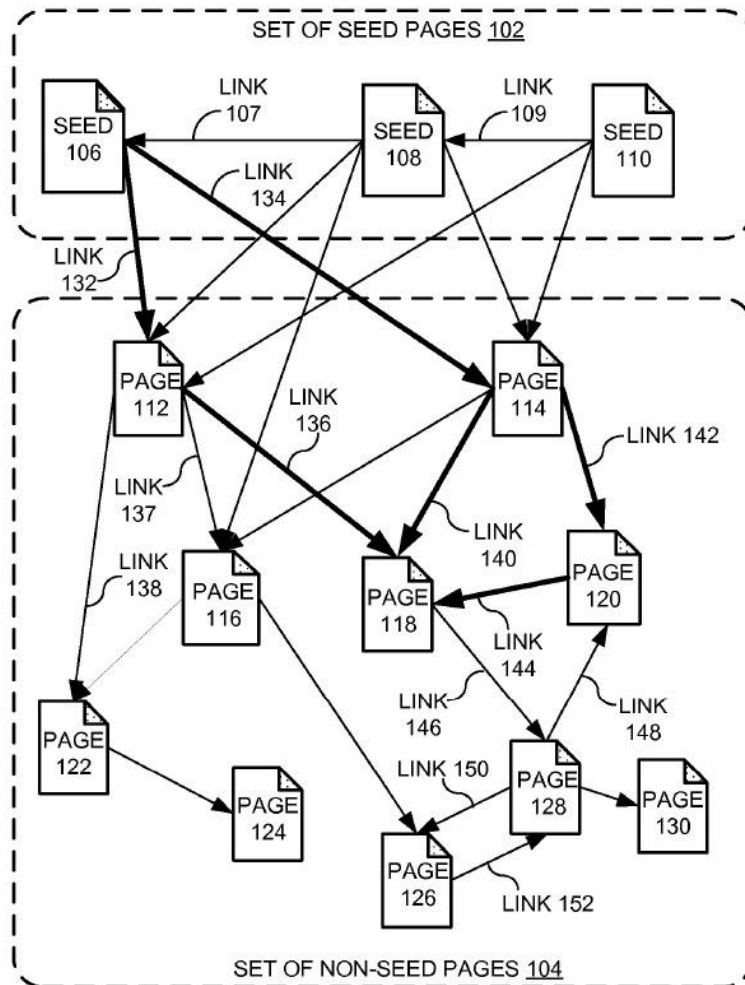 SET OF SEED PAGES 102
LINK
107
LINK
109
SEED
106
SEED
108
SEED
110
LINK
134
LINK
132
PAGE
112
PAGE
114
LINK
136
LINK 142
LINK
137
LINK
138
LINK
140
PAGE
116
PAGE
118
PAGE
120
LINK
144
LINK
146
LINK
148
PAGE
122
PAGE
124
LINK 150
PAGE
128
PAGE
130
PAGE
126
LINK 152
SET OF NON-SEED PAGES 104